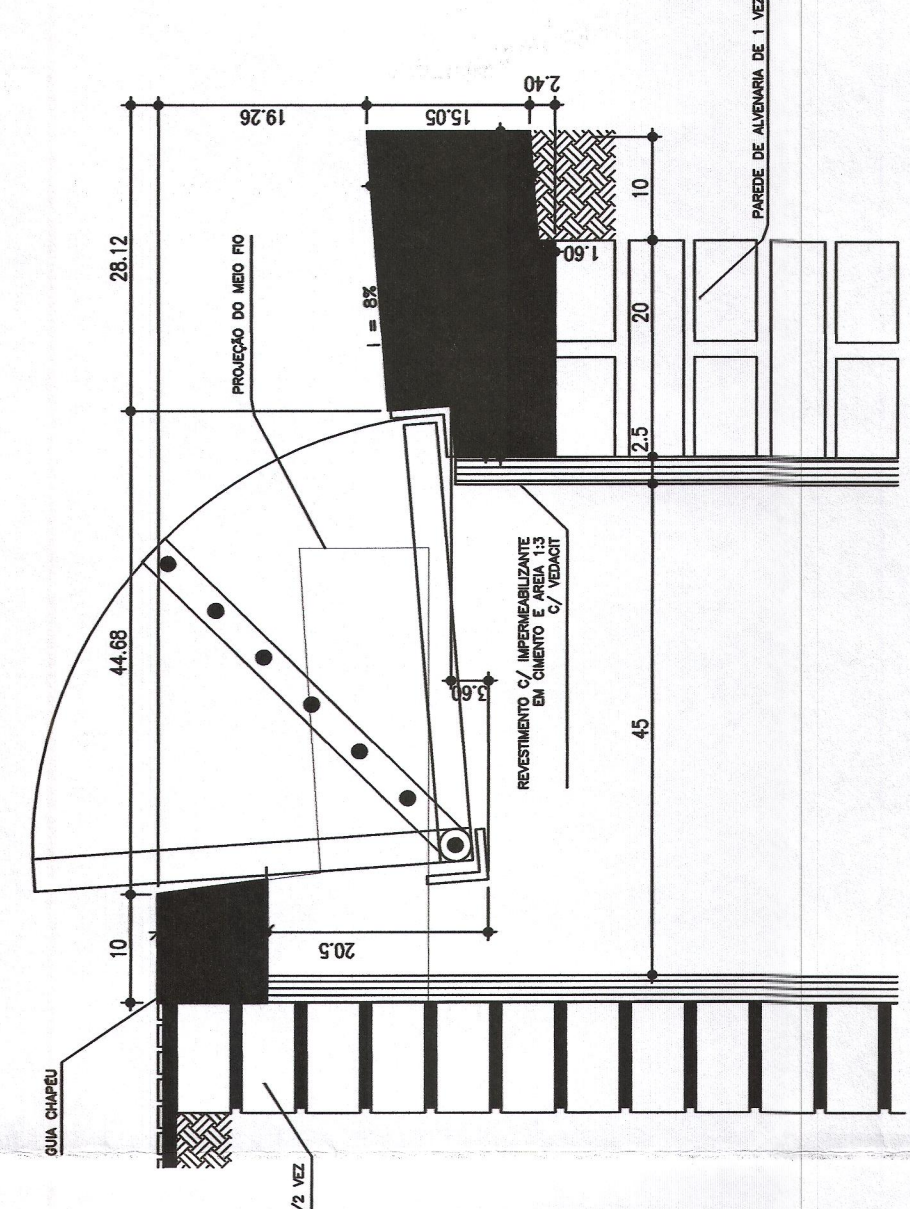 2.40
19.26
15.05
28.12
10
PAREDE DE ALVENARIA DE 1 VEZ
PROJEÇÃO DO MEIO FIO
1.60
i = 8%
20
2.5
44.68
REVESTIMENTO C/ IMPERMEABILIZANTE
EM CIMENTO E AREIA 1:3
C/ VEDACIT
3.60
45
10
20.5
GUIA CHAPÉU
/2 VEZ